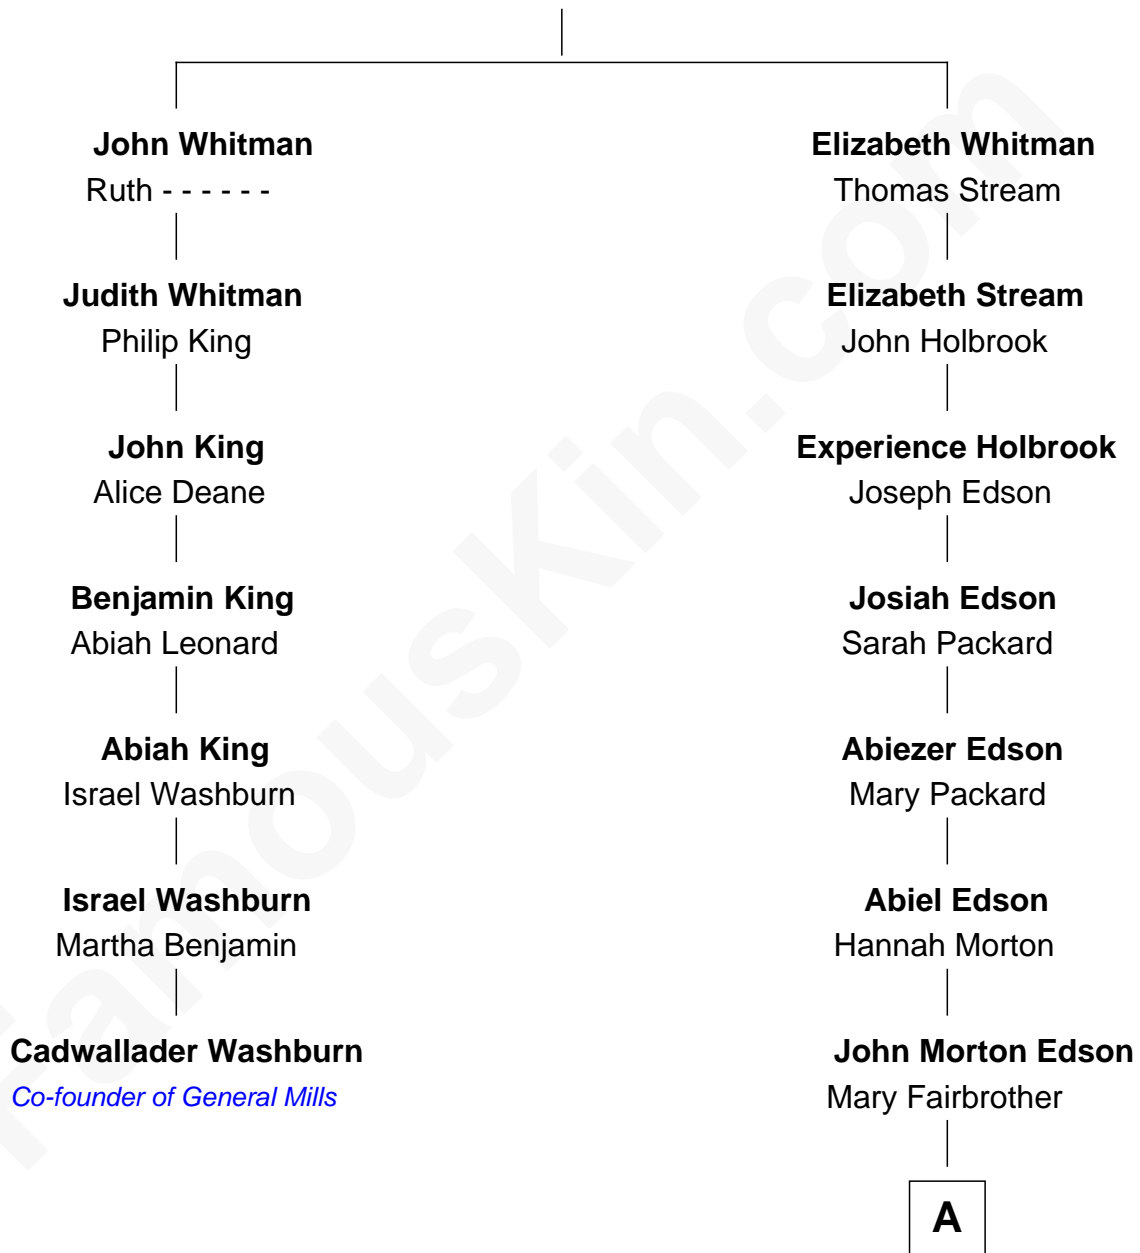 John Whitman
Ruth - - - - - -
Judith Whitman
Philip King
John King
Alice Deane
Benjamin King
Abiah Leonard
Abiah King
Israel Washburn
Israel Washburn
Martha Benjamin
Cadwallader Washburn
Co-founder of General Mills
Elizabeth Whitman
Thomas Stream
Elizabeth Stream
John Holbrook
Experience Holbrook
Joseph Edson
Josiah Edson
Sarah Packard
Abiezer Edson
Mary Packard
Abiel Edson
Hannah Morton
John Morton Edson
Mary Fairbrother
A
FamousKin.com